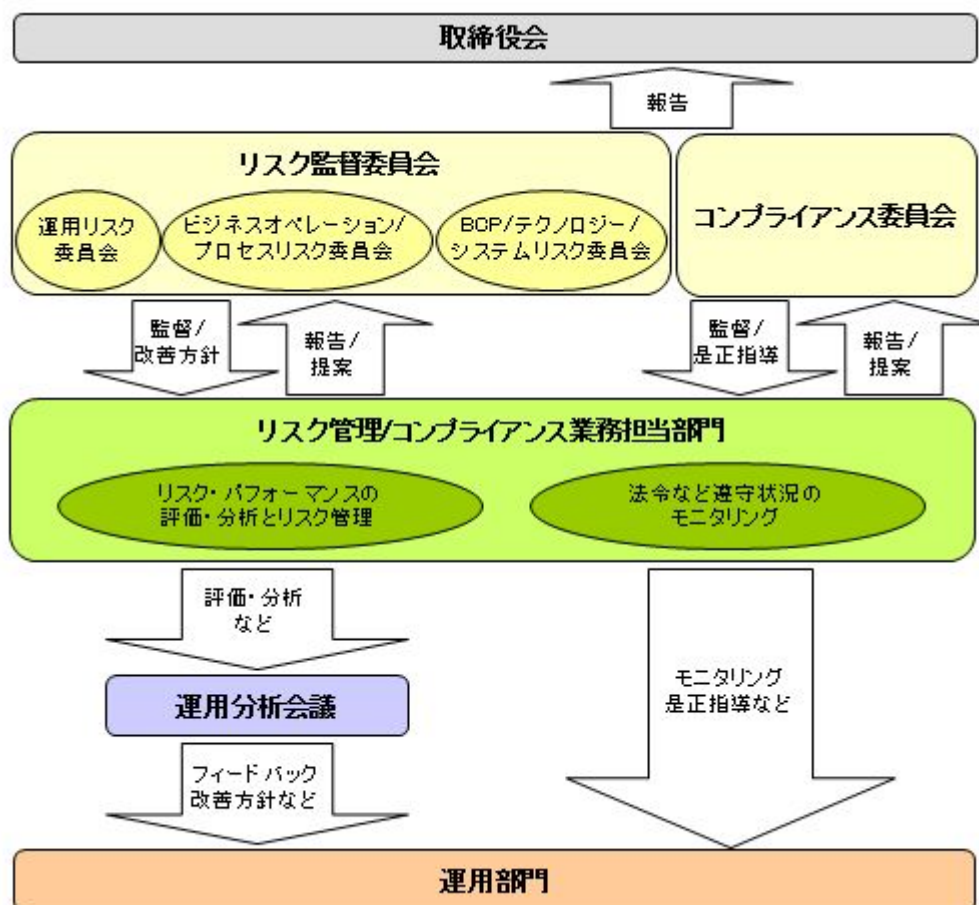 取締役会
報告
リスク監督委員会
運用リスク
委員会
ビジネスオペレーション/
プロセスリスク委員会
BCP/テクノロジー/
システムリスク委員会
コンプライアンス委員会
監督/
改善方針
報告/
提案
監督/
是正指導
報告/
提案
リスク管理/コンプライアンス業務担当部門
リスク・パフォーマンスの
評価・分析とリスク管理
法令など遵守状況の
モニタリング
評価・分析
など
運用分析会議
モニタリング
是正指導など
フィードバック
改善方針など
運用部門